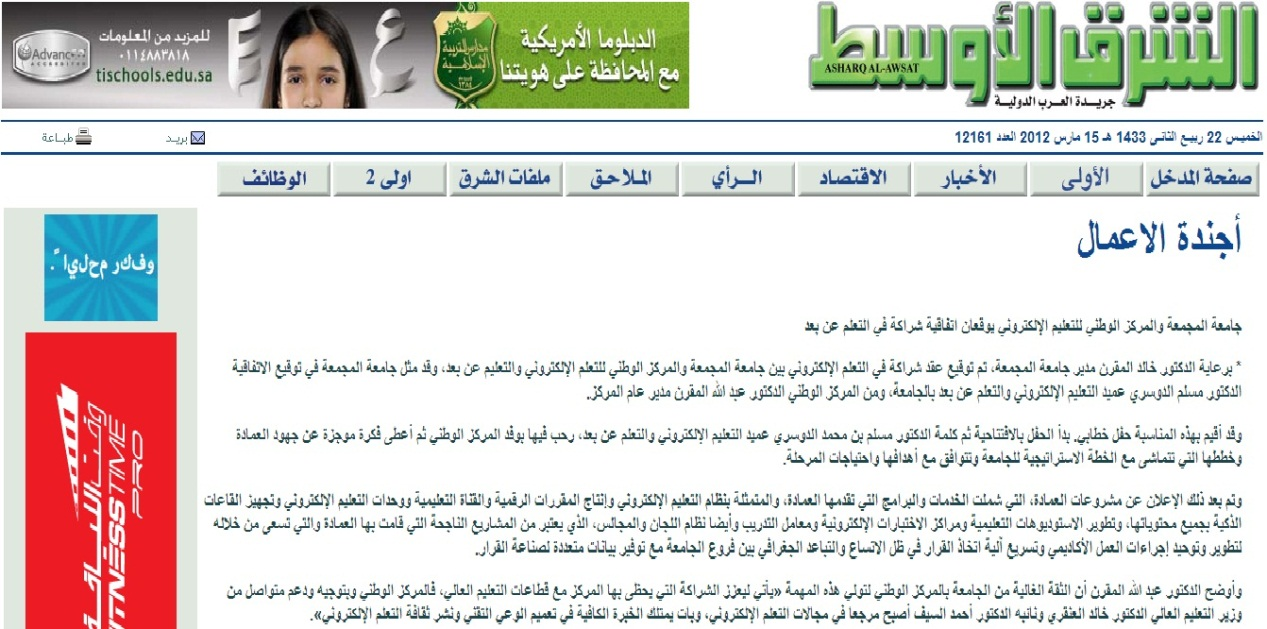 الشرق الأوسط
ASHARQ AL-AWSAT
جريدة العرب الدولية
الدبلوما الأمريكية
مع المحافظة على هويتنا
مدارس التربية
الإسلامية
ع
للمزيد من المعلومات
٠١١٤٨٨٣٨١٨
tischools.edu.sa
Advanc
ACCREDITED
الخميس 22 ربيع الثاني 1433 هـ 15 مارس 2012 العدد 12161
بريد
طباعة
صفحة المدخل الأولى الأخبار الاقتصاد الـرأي المـلاحـق ملفات الشرق اولى 2 الوظائف
أجندة الاعمال
جامعة المجمعة والمركز الوطني للتعليم الإلكتروني يوقعان اتفاقية شراكة في التعلم عن بعد
* برعاية الدكتور خالد المقرن مدير جامعة المجمعة، تم توقيع عقد شراكة في التعلم الإلكتروني بين جامعة المجمعة والمركز الوطني للتعلم الإلكتروني والتعليم عن بعد، وقد مثل جامعة المجمعة في توقيع الاتفاقية
الدكتور مسلم الدوسري عميد التعليم الإلكتروني والتعلم عن بعد بالجامعة، ومن المركز الوطني الدكتور عبد الله المقرن مدير عام المركز.
وقد أقيم بهذه المناسبة حفل خطابي. بدأ الحفل بالافتتاحية ثم كلمة الدكتور مسلم بن محمد الدوسري عميد التعليم الإلكتروني والتعلم عن بعد، رحب فيها بوفد المركز الوطني ثم أعطى فكرة موجزة عن جهود العمادة
وخططها التي تتماشى مع الخطة الاستراتيجية للجامعة وتتوافق مع أهدافها واحتياجات المرحلة.
وتم بعد ذلك الإعلان عن مشروعات العمادة، التي شملت الخدمات والبرامج التي تقدمها العمادة، والمتمثلة بنظام التعليم الإلكتروني وإنتاج المقررات الرقمية والقناة التعليمية ووحدات التعليم الإلكتروني وتجهيز القاعات
الذكية بجميع محتوياتها، وتطوير الاستوديوهات التعليمية ومراكز الاختبارات الإلكترونية ومعامل التدريب وأيضا نظام اللجان والمجالس، الذي يعتبر من المشاريع الناجحة التي قامت بها العمادة والتي تسعى من خلاله
لتطوير وتوحيد إجراءات العمل الأكاديمي وتسريع آلية اتخاذ القرار في ظل الاتساع والتباعد الجغرافي بين فروع الجامعة مع توفير بيانات متعددة لصناعة القرار.
وأوضح الدكتور عبد الله المقرن أن الثقة الغالية من الجامعة بالمركز الوطني لتولي هذه المهمة «يأتي ليعزز الشراكة التي يحظى بها المركز مع قطاعات التعليم العالي، فالمركز الوطني وبتوجيه ودعم متواصل من
وزير التعليم العالي الدكتور خالد العنقري ونائبه الدكتور أحمد السيف أصبح مرجعا في مجالات التعلم الإلكتروني، وبات يمتلك الخبرة الكافية في تعميم الوعي التقني ونشر ثقافة التعلم الإلكتروني».
وفكر محليا ً.
وقت اللياقة
FITNESS TIME
PRO